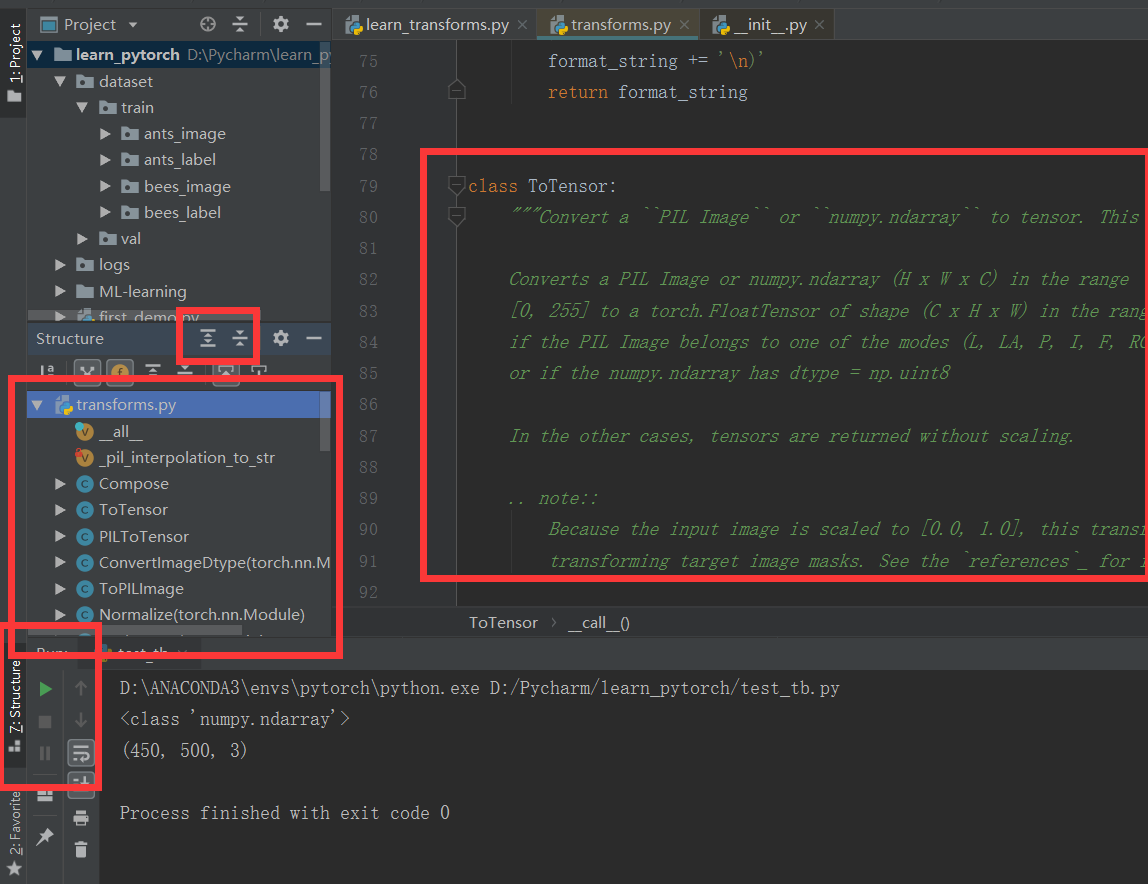 1: Project
Project
learn_pytorch D:\Pycharm\learn_py
dataset
train
ants_image
ants_label
bees_image
bees_label
val
logs
ML-learning
first_demo.py
Structure
transforms.py
__all__
_pil_interpolation_to_str
Compose
ToTensor
PILToTensor
ConvertImageDtype(torch.nn.M
ToPILImage
Normalize(torch.nn.Module)
learn_transforms.py
transforms.py
__init__.py
75 format_string += '\n)'
76 return format_string
77
78
79 class ToTensor:
80 """Convert a ``PIL Image`` or ``numpy.ndarray`` to tensor. This
81
82 Converts a PIL Image or numpy.ndarray (H x W x C) in the range
83 [0, 255] to a torch.FloatTensor of shape (C x H x W) in the rang
84 if the PIL Image belongs to one of the modes (L, LA, P, I, F, RG
85 or if the numpy.ndarray has dtype = np.uint8
86
87 In the other cases, tensors are returned without scaling.
88
89 .. note::
90 Because the input image is scaled to [0.0, 1.0], this transf
91 transforming target image masks. See the `references`_ for i
92
ToTensor › __call__()
Run: test_tb
7: Structure
2: Favorite
D:\ANACONDA3\envs\pytorch\python.exe D:/Pycharm/learn_pytorch/test_tb.py
<class 'numpy.ndarray'>
(450, 500, 3)
Process finished with exit code 0